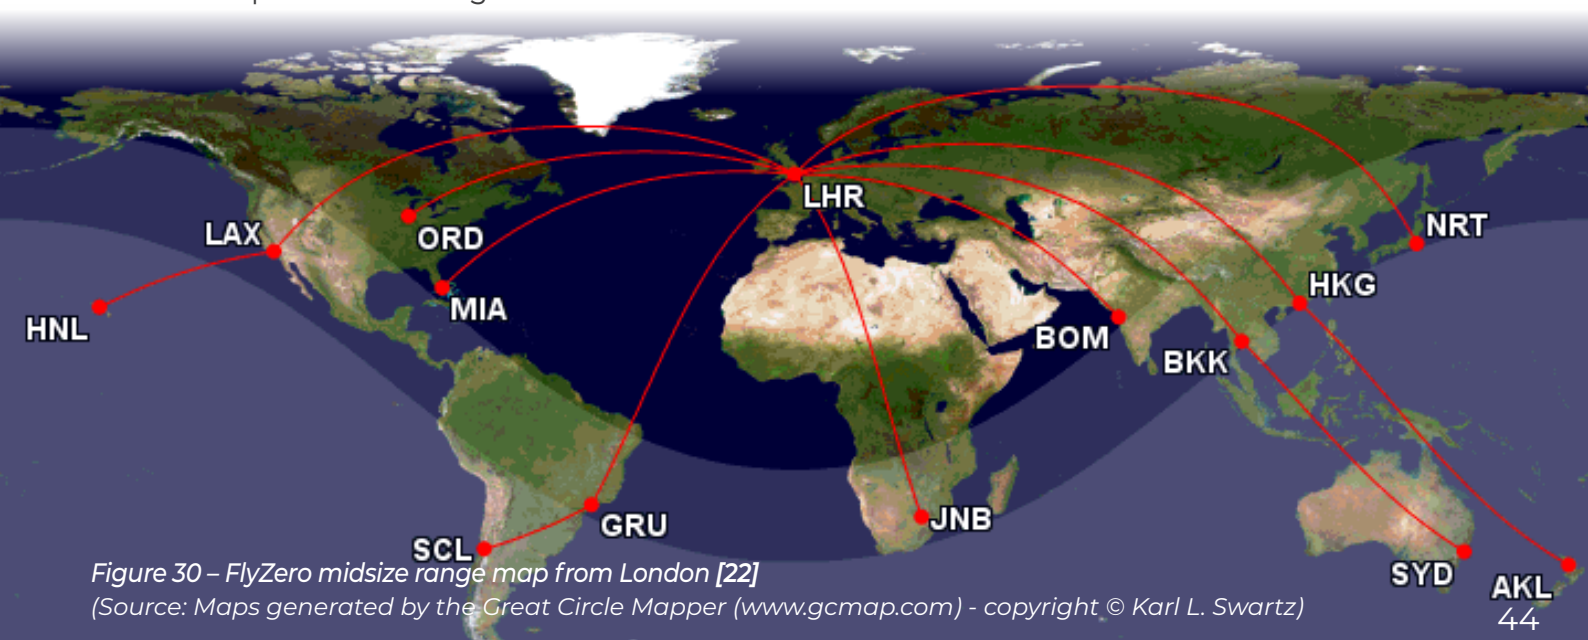 LHR
LAX
NRT
ORD
HKG
MIA
HNL
BOM
BKK
GRU
JNB
SCL
SYD
AKL
Figure 30 – FlyZero midsize range map from London [22]
(Source: Maps generated by the Great Circle Mapper (www.gcmap.com) - copyright © Karl L. Swartz)
44